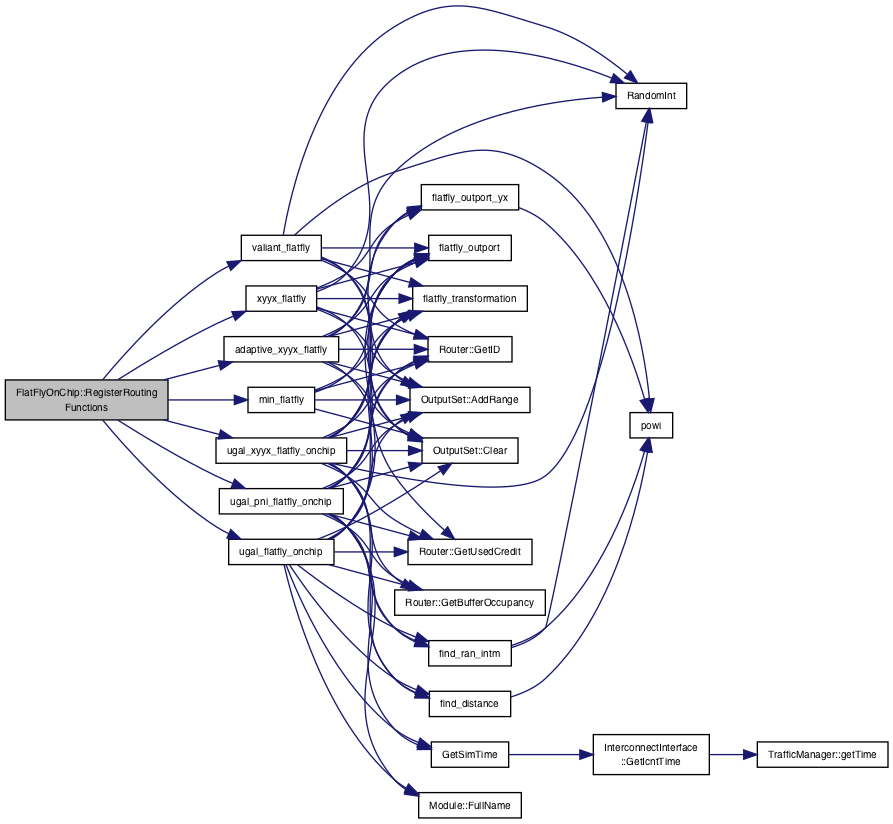 FlatFlyOnChip::RegisterRouting
Functions
valiant_flatfly
xyyx_flatfly
adaptive_xyyx_flatfly
min_flatfly
ugal_xyyx_flatfly_onchip
ugal_pni_flatfly_onchip
ugal_flatfly_onchip
flatfly_outport_yx
flatfly_outport
flatfly_transformation
Router::GetID
OutputSet::AddRange
OutputSet::Clear
Router::GetUsedCredit
Router::GetBufferOccupancy
find_ran_intm
find_distance
GetSimTime
Module::FullName
RandomInt
powi
InterconnectInterface
::GetIcntTime
TrafficManager::getTime